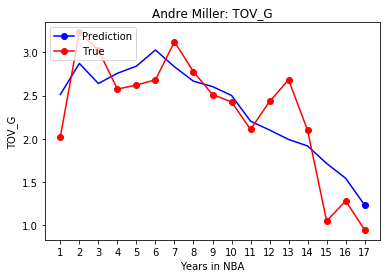 Andre Miller: TOV_G
Prediction
True
3.0
2.5
2.0
1.5
1.0
TOV_G
1 2 3 4 5 6 7 8 9 10 11 12 13 14 15 16 17
Years in NBA